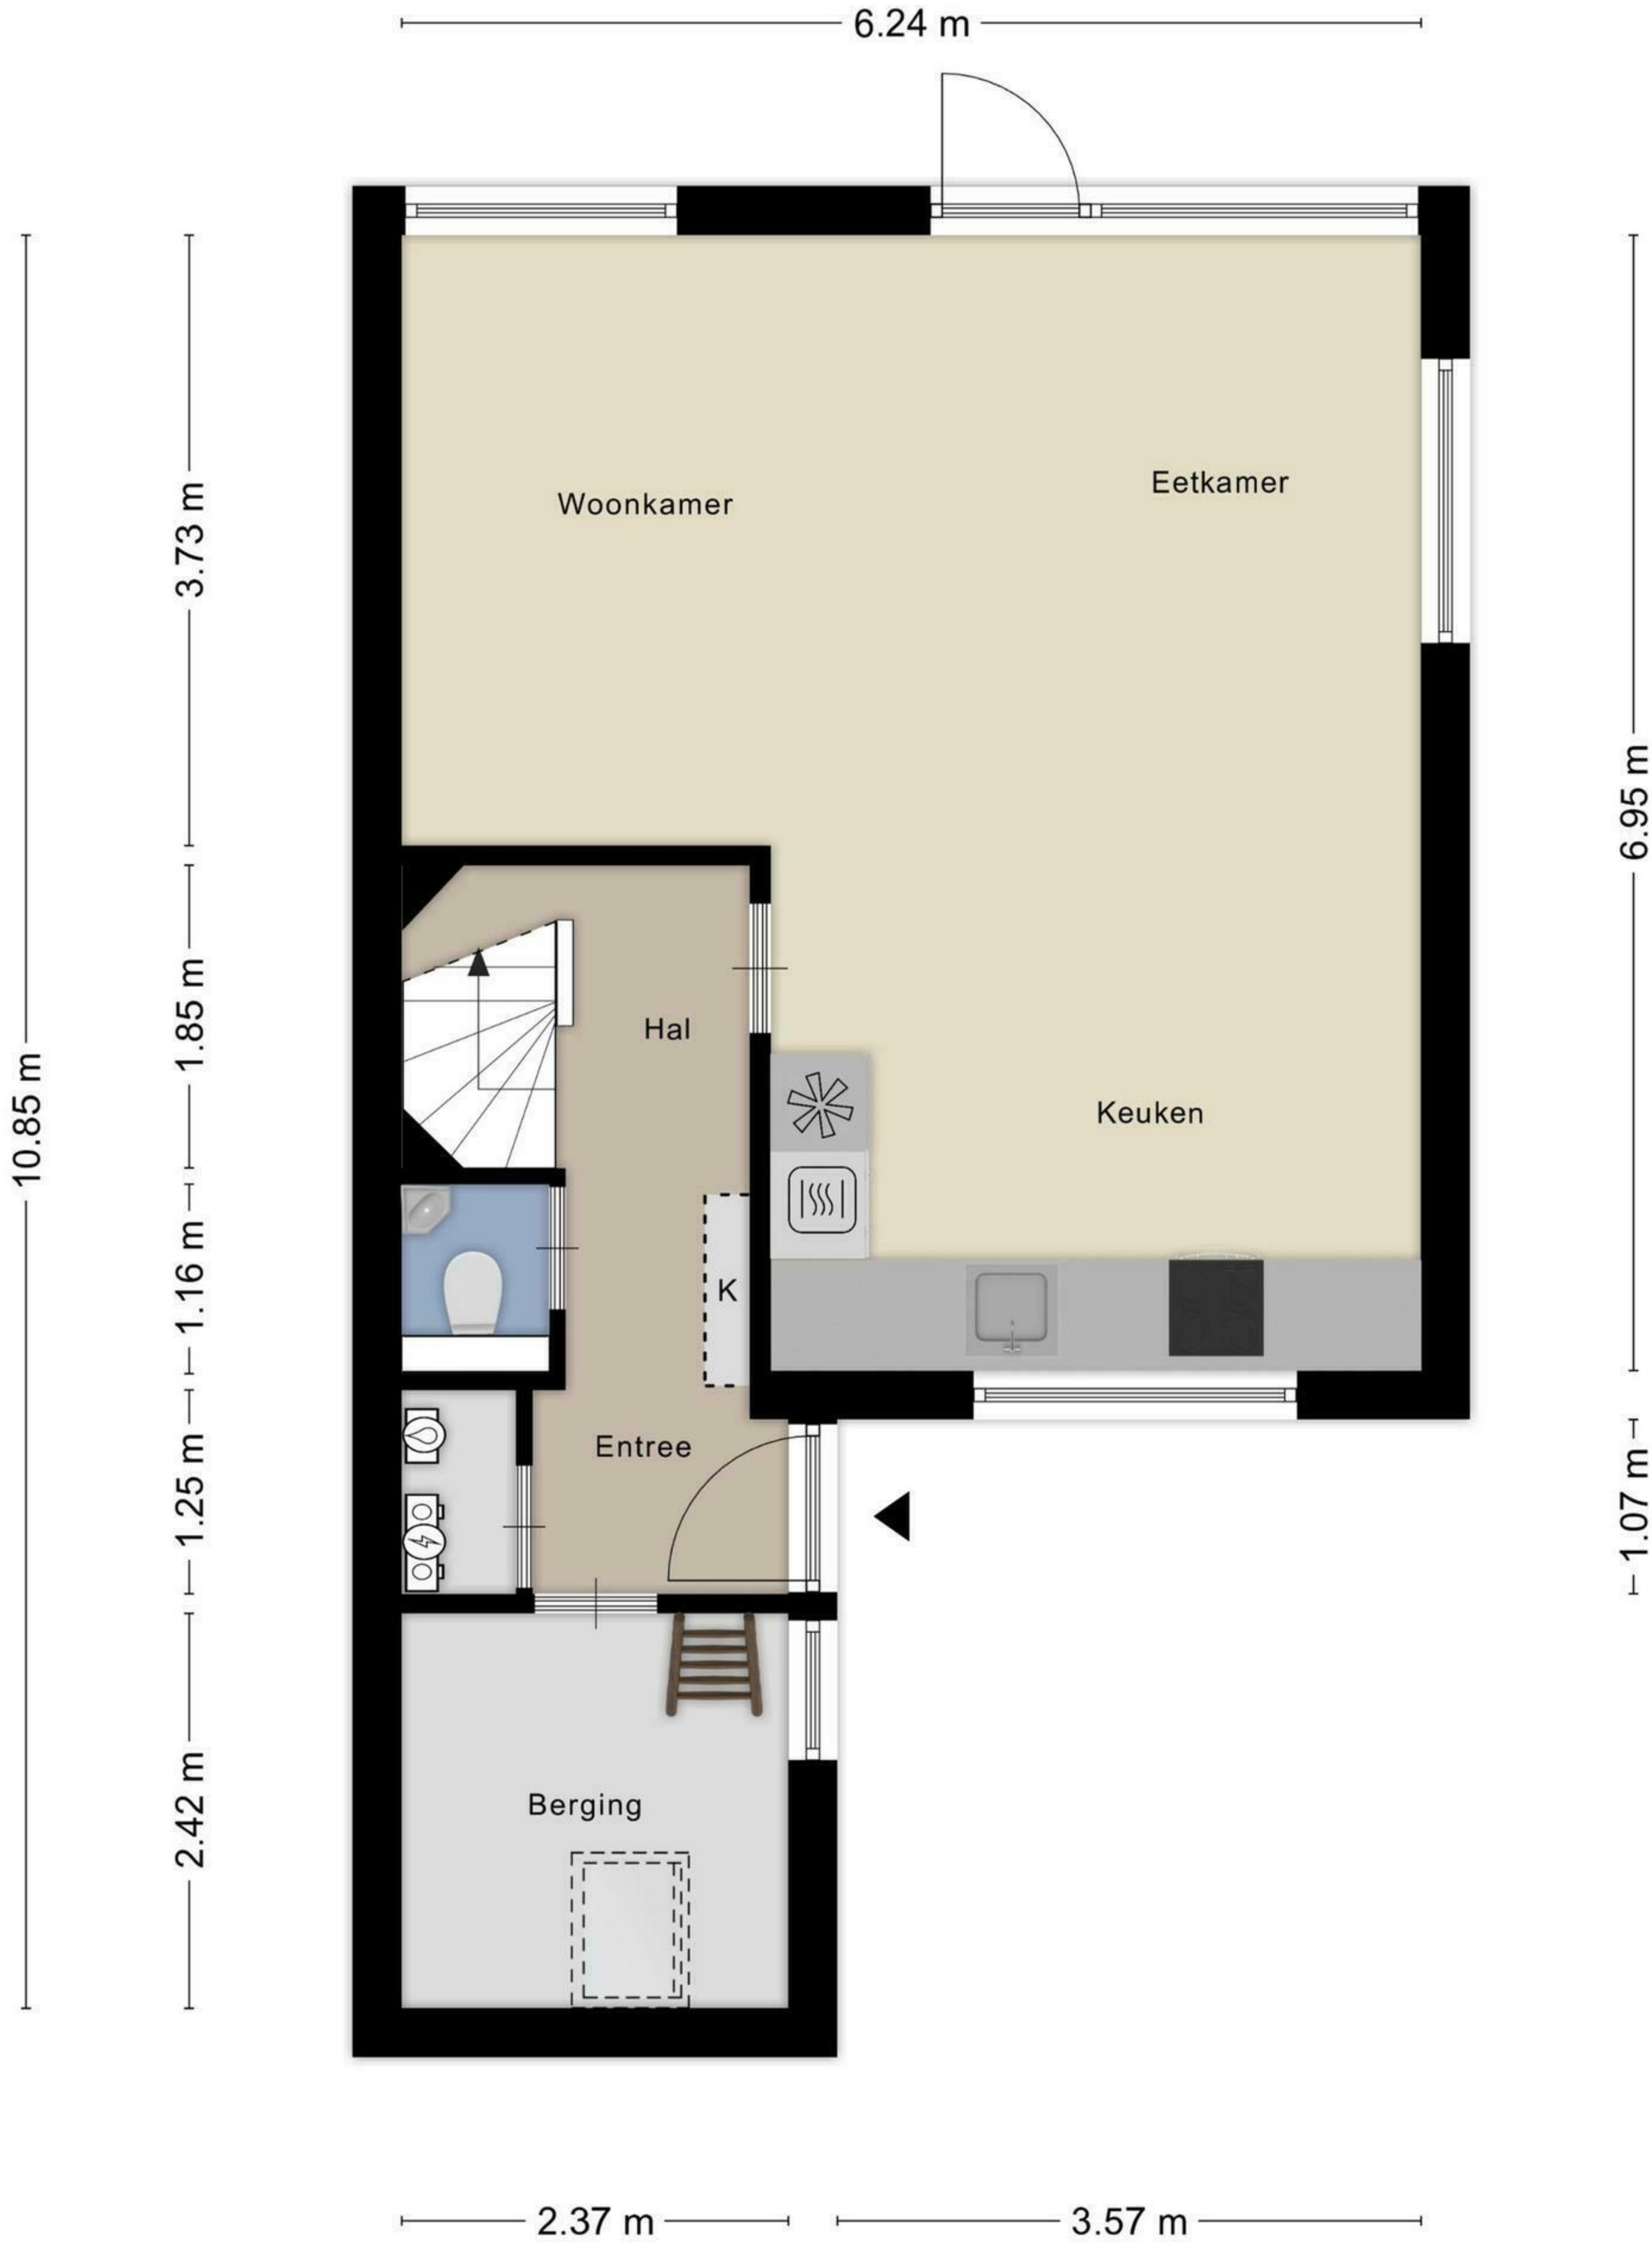 6.24 m
Eetkamer
Woonkamer
3.73 m
6.95 m
1.85 m
Hal
10.85 m
Keuken
1.16 m
K
Entree
1.25 m
1.07 m
Berging
2.42 m
2.37 m
3.57 m